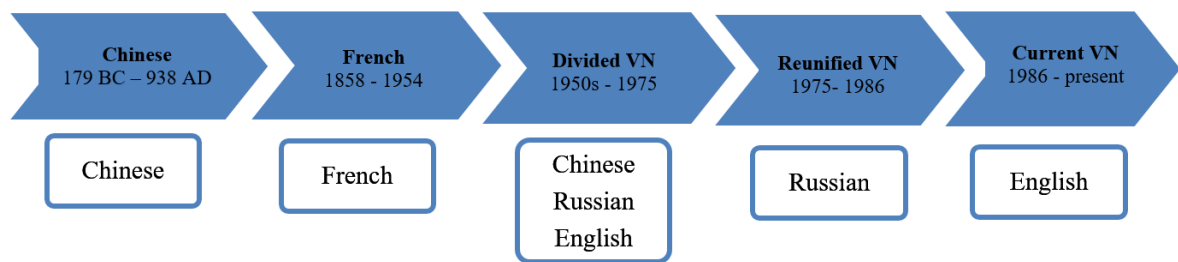 Chinese
179 BC – 938 AD
French
1858 - 1954
Divided VN
1950s - 1975
Reunified VN
1975- 1986
Current VN
1986 - present
Chinese
French
Chinese
Russian
English
Russian
English